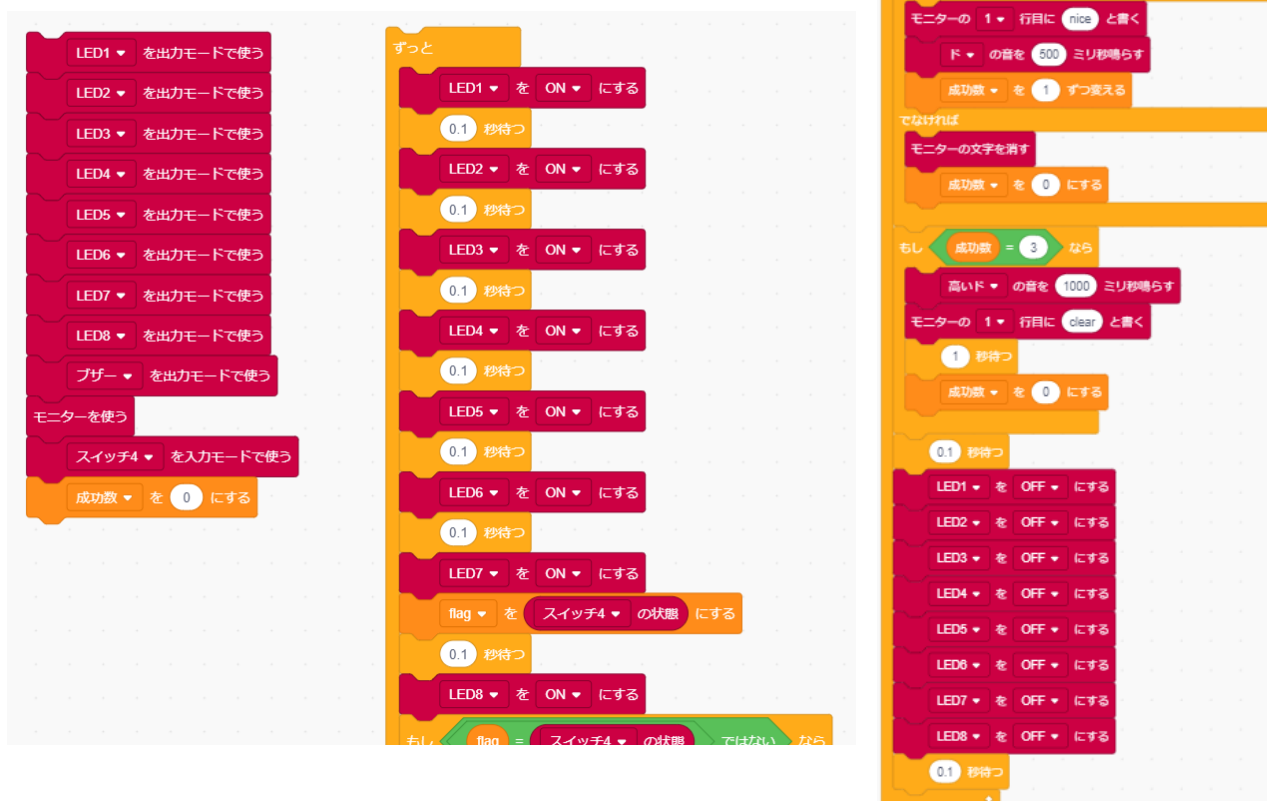 LED1 を出力モードで使う
LED2 を出力モードで使う
LED3 を出力モードで使う
LED4 を出力モードで使う
LED5 を出力モードで使う
LED6 を出力モードで使う
LED7 を出力モードで使う
LED8 を出力モードで使う
ブザー を出力モードで使う
モニターを使う
スイッチ4 を入力モードで使う
成功数 を 0 にする
ずっと
LED1 を ON にする
0.1 秒待つ
LED2 を ON にする
0.1 秒待つ
LED3 を ON にする
0.1 秒待つ
LED4 を ON にする
0.1 秒待つ
LED5 を ON にする
0.1 秒待つ
LED6 を ON にする
0.1 秒待つ
LED7 を ON にする
flag を スイッチ4 の状態 にする
0.1 秒待つ
LED8 を ON にする
もし flag = スイッチ4 の状態 ではない なら
モニターの 1 行目に nice と書く
ド の音を 500 ミリ秒鳴らす
成功数 を 1 ずつ変える
でなければ
モニターの文字を消す
成功数 を 0 にする
もし 成功数 = 3 なら
高いド の音を 1000 ミリ秒鳴らす
モニターの 1 行目に clear と書く
1 秒待つ
成功数 を 0 にする
0.1 秒待つ
LED1 を OFF にする
LED2 を OFF にする
LED3 を OFF にする
LED4 を OFF にする
LED5 を OFF にする
LED6 を OFF にする
LED7 を OFF にする
LED8 を OFF にする
0.1 秒待つ